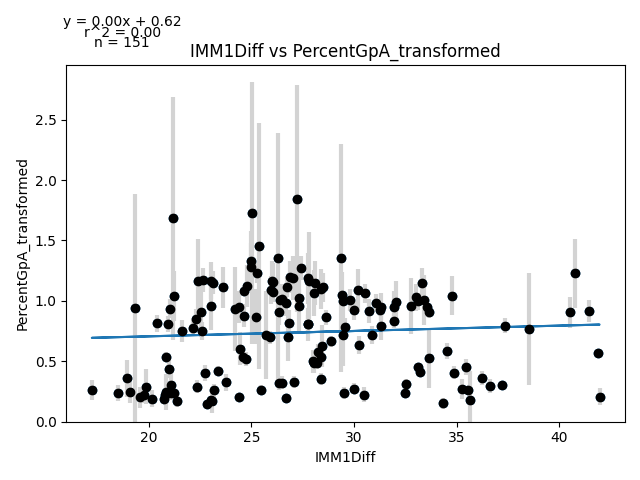 y = 0.00x + 0.62
r^2 = 0.00
n = 151
IMM1Diff vs PercentGpA_transformed
PercentGpA_transformed
2.5
2.0
1.5
1.0
0.5
0.0
20
25
30
35
40
IMM1Diff